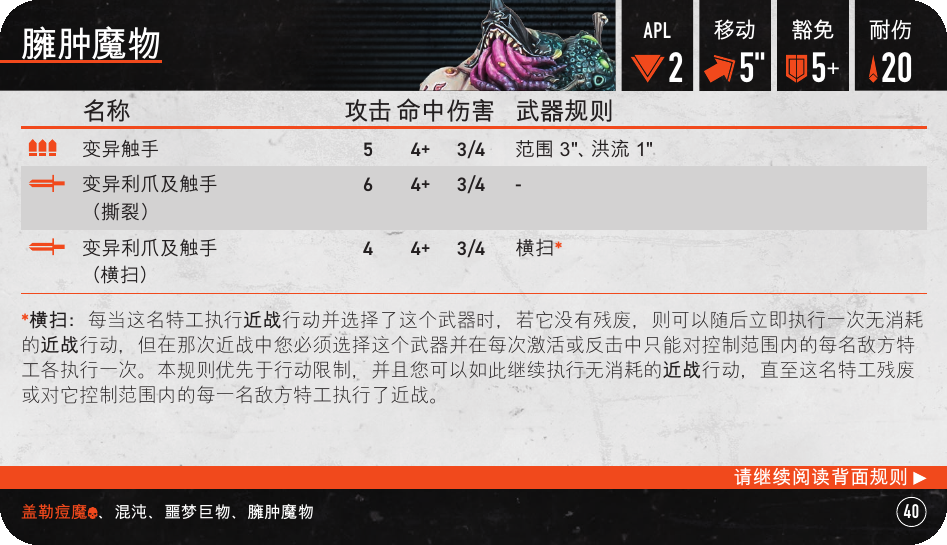 臃肿魔物
APL 移动 豁免 耐伤
2 5" 5+ 20
名称 攻击 命中 伤害 武器规则
变异触手 5 4+ 3/4 范围 3"、洪流 1"
变异利爪及触手 6 4+ 3/4 -
（撕裂）
变异利爪及触手 4 4+ 3/4 横扫*
（横扫）
*横扫：每当这名特工执行近战行动并选择了这个武器时，若它没有残废，则可以随后立即执行一次无消耗
的近战行动，但在那次近战中您必须选择这个武器并在每次激活或反击中只能对控制范围内的每名敌方特
工各执行一次。本规则优先于行动限制，并且您可以如此继续执行无消耗的近战行动，直至这名特工残废
或对它控制范围内的每一名敌方特工执行了近战。
请继续阅读背面规则 ▶
盖勒痘魔、混沌、噩梦巨物、臃肿魔物
40